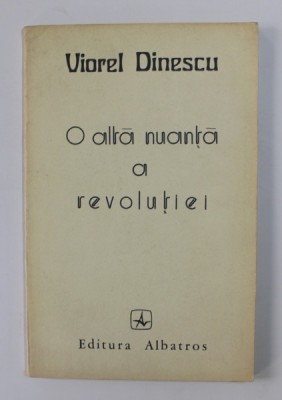 Viorel Dinescu
O altă nuanță
a
revoluției
Editura Albatros